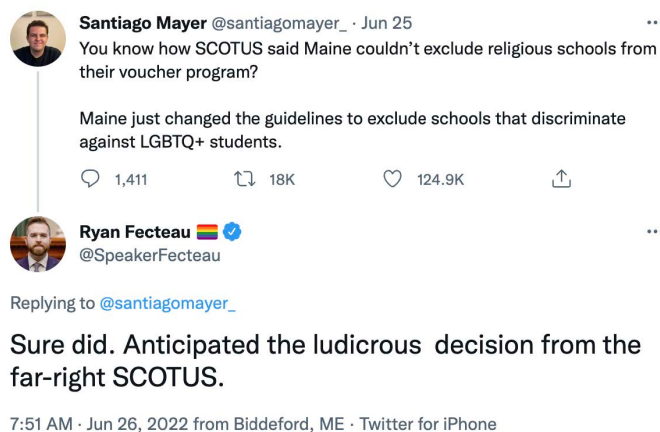 Santiago Mayer @santiagomayer_ · Jun 25
You know how SCOTUS said Maine couldn't exclude religious schools from
their voucher program?
Maine just changed the guidelines to exclude schools that discriminate
against LGBTQ+ students.
1,411 18K 124.9K
Ryan Fecteau
@SpeakerFecteau
Replying to @santiagomayer_
Sure did. Anticipated the ludicrous decision from the
far-right SCOTUS.
7:51 AM · Jun 26, 2022 from Biddeford, ME · Twitter for iPhone